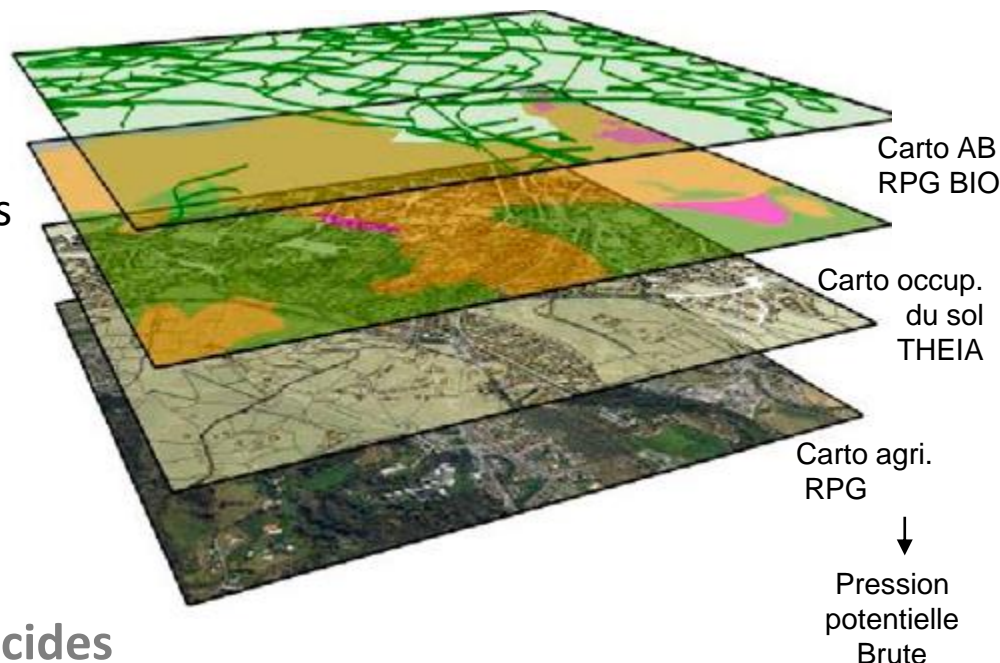 Carto AB
RPG BIO
s
Carto occup.
du sol
THEIA
Carto agri.
RPG
↓
Pression
potentielle
Brute
cides